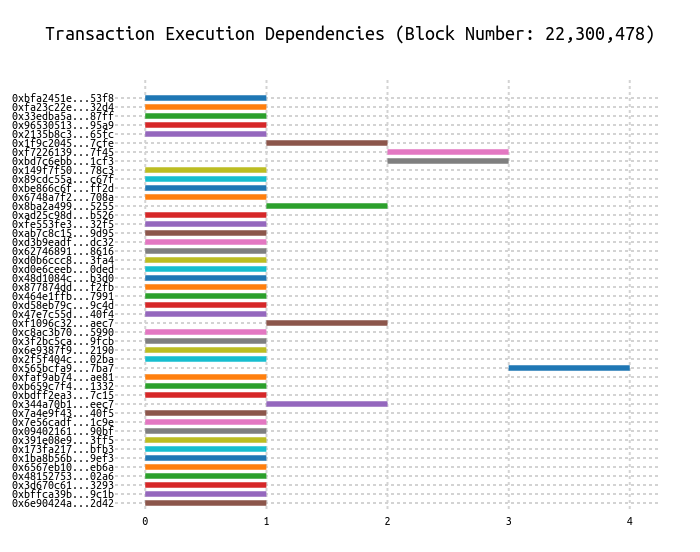 Transaction Execution Dependencies (Block Number: 22,300,478)
0xbfa2451e...53f8
0xfa23c22e...32d4
0x33edba5a...87ff
0x96530513...95a9
0x2135b8c3...65fc
0x1f9c2045...7cfe
0xf7226139...7f45
0xbd7c6ebb...1cf3
0x149f7f50...78c3
0x89cdc55a...c67f
0xbe866c6f...ff2d
0x6748a7f2...708a
0x8ba2a499...5255
0xad25c98d...b526
0xfe553fe3...32f5
0xab7c8c15...9d95
0xd3b9eadf...dc32
0x62746891...8616
0xd0b6ccc8...3fa4
0xd0e6ceeb...0ded
0x48d1084c...b3d0
0x877874dd...f2fb
0x464e1ffb...7991
0xd58eb79c...9c4d
0x47e7c55d...40f4
0xf1096c32...aec7
0xc8ac3b70...5990
0x3f2bc5ca...9fcb
0x6e9387f9...2190
0x2f5f404c...02ba
0x565bcfa9...7ba7
0xfaf9ab74...ae81
0xb659c7f4...1332
0xbdff2ea3...7c15
0x344a70b1...eec7
0x7a4e9f43...40f5
0x7e56cadf...1c9e
0x09402161...90bf
0x391e08e9...3ff5
0x173fa217...bfb3
0x1ba8b56b...9ef3
0x6567eb10...eb6a
0x48152753...02a6
0x3d670c61...3293
0xbffca39b...9c1b
0x6e90424a...2d42
0 1 2 3 4